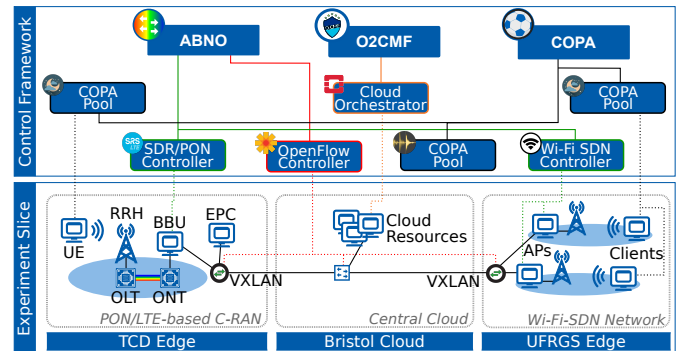 Control Framework
ABNO
O2CMF
COPA
COPA
Pool
Cloud
Orchestrator
COPA
Pool
SRS
LTE
SDR/PON
Controller
OpenFlow
Controller
COPA
Pool
Wi-Fi SDN
Controller
Experiment Slice
UE
RRH
BBU
EPC
OLT
ONT
VXLAN
PON/LTE-based C-RAN
Cloud
Resources
Central Cloud
VXLAN
APs
Clients
Wi-Fi-SDN Network
TCD Edge
Bristol Cloud
UFRGS Edge